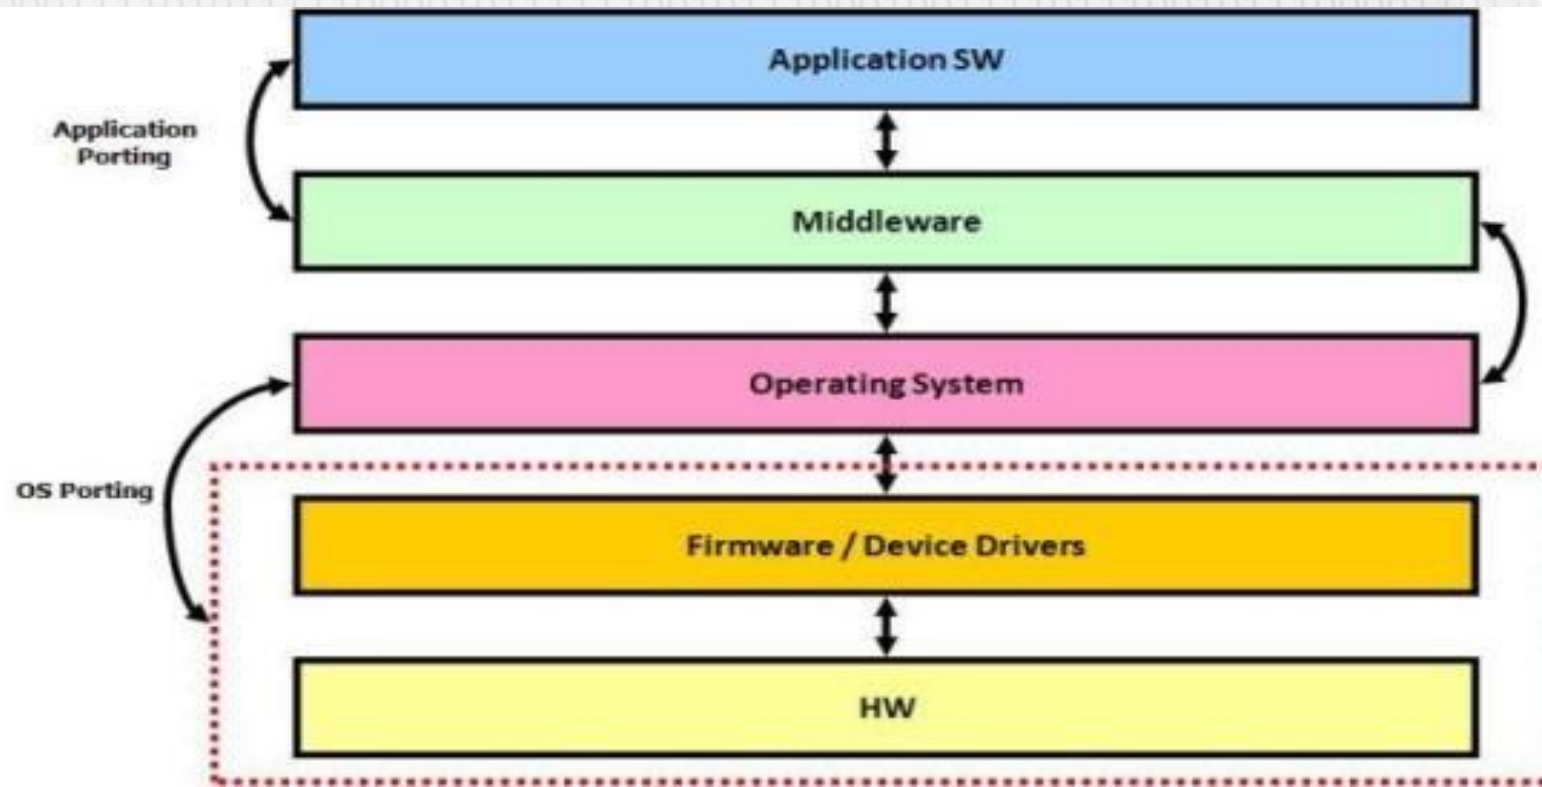 Application SW
Application
Porting
Middleware
Operating System
OS Porting
Firmware / Device Drivers
HW